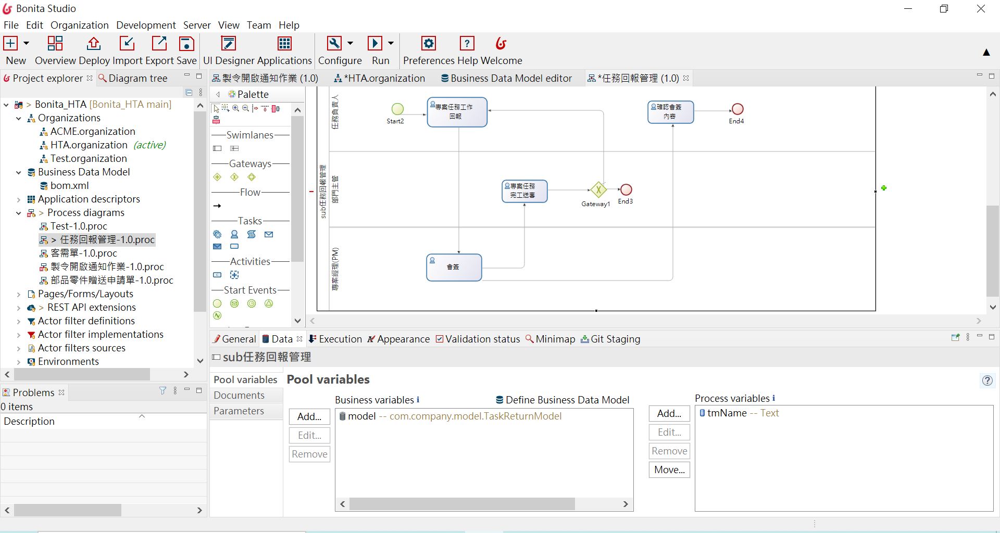 Bonita Studio
File Edit Organization Development Server View Team Help
New Overview Deploy Import Export Save UI Designer Applications Configure Run Preferences Help Welcome
Project explorer
Diagram tree
Bonita_HTA [Bonita_HTA main]
Organizations
ACME.organization
HTA.organization (active)
Test.organization
Business Data Model
bom.xml
Application descriptors
> Process diagrams
Test-1.0.proc
> 任務回報管理-1.0.proc
客需單-1.0.proc
製令開啟通知作業-1.0.proc
部品零件贈送申請單-1.0.proc
Pages/Forms/Layouts
> REST API extensions
Actor filter definitions
Actor filter implementations
Actor filters sources
Environments
Problems
0 items
Description
製令開啟通知作業 (1.0)
*HTA.organization
Business Data Model editor
*任務回報管理 (1.0)
Palette
Swimlanes
Gateways
Flow
Tasks
Activities
Start Events
sub任務回報管理
任務負責人
Start2
專案任務工作
回報
確認會簽
內容
End4
部門主管
專案任務
完工送審
Gateway1
End3
專案經理(PM)
會簽
General
Data
Execution
Appearance
Validation status
Minimap
Git Staging
sub任務回報管理
Pool variables
Documents
Parameters
Pool variables
Business variables
Define Business Data Model
Add...
Edit...
Remove
model -- com.company.model.TaskReturnModel
Process variables
Add...
Edit...
Remove
Move...
tmName -- Text